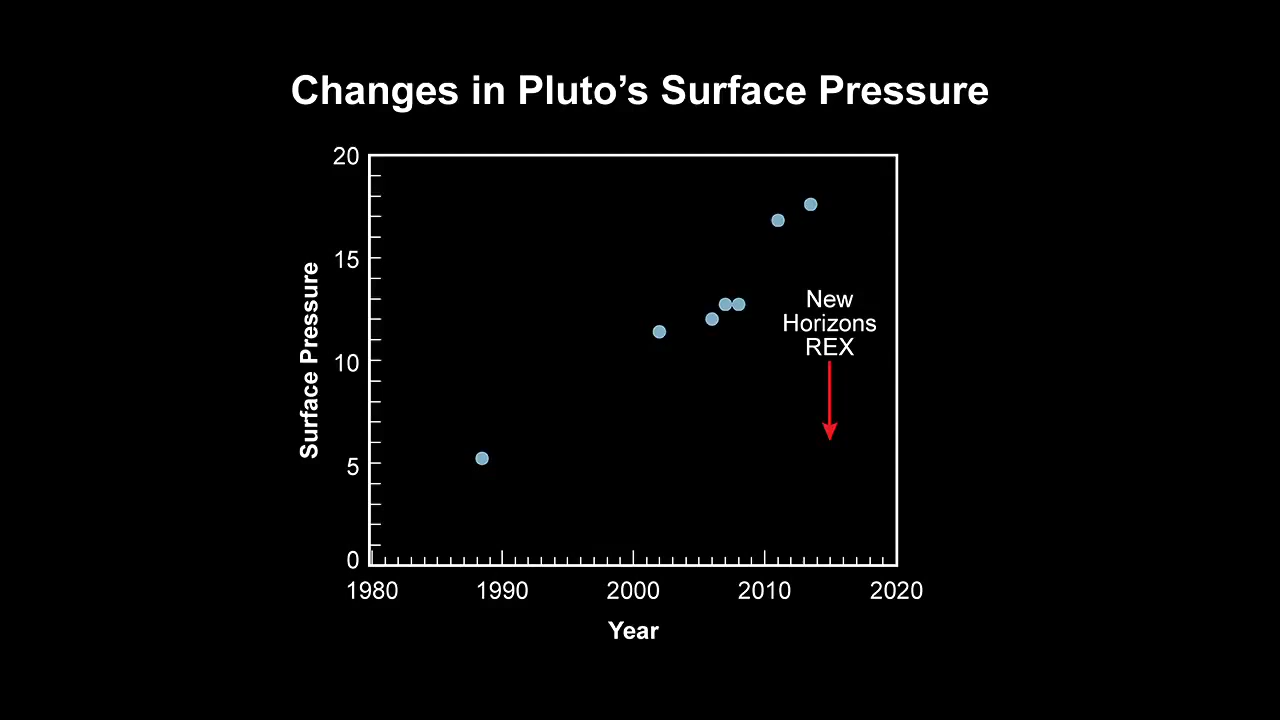 Changes in Pluto’s Surface Pressure
20
15
10
5
0
Surface Pressure
New
Horizons
REX
1980 1990 2000 2010 2020
Year